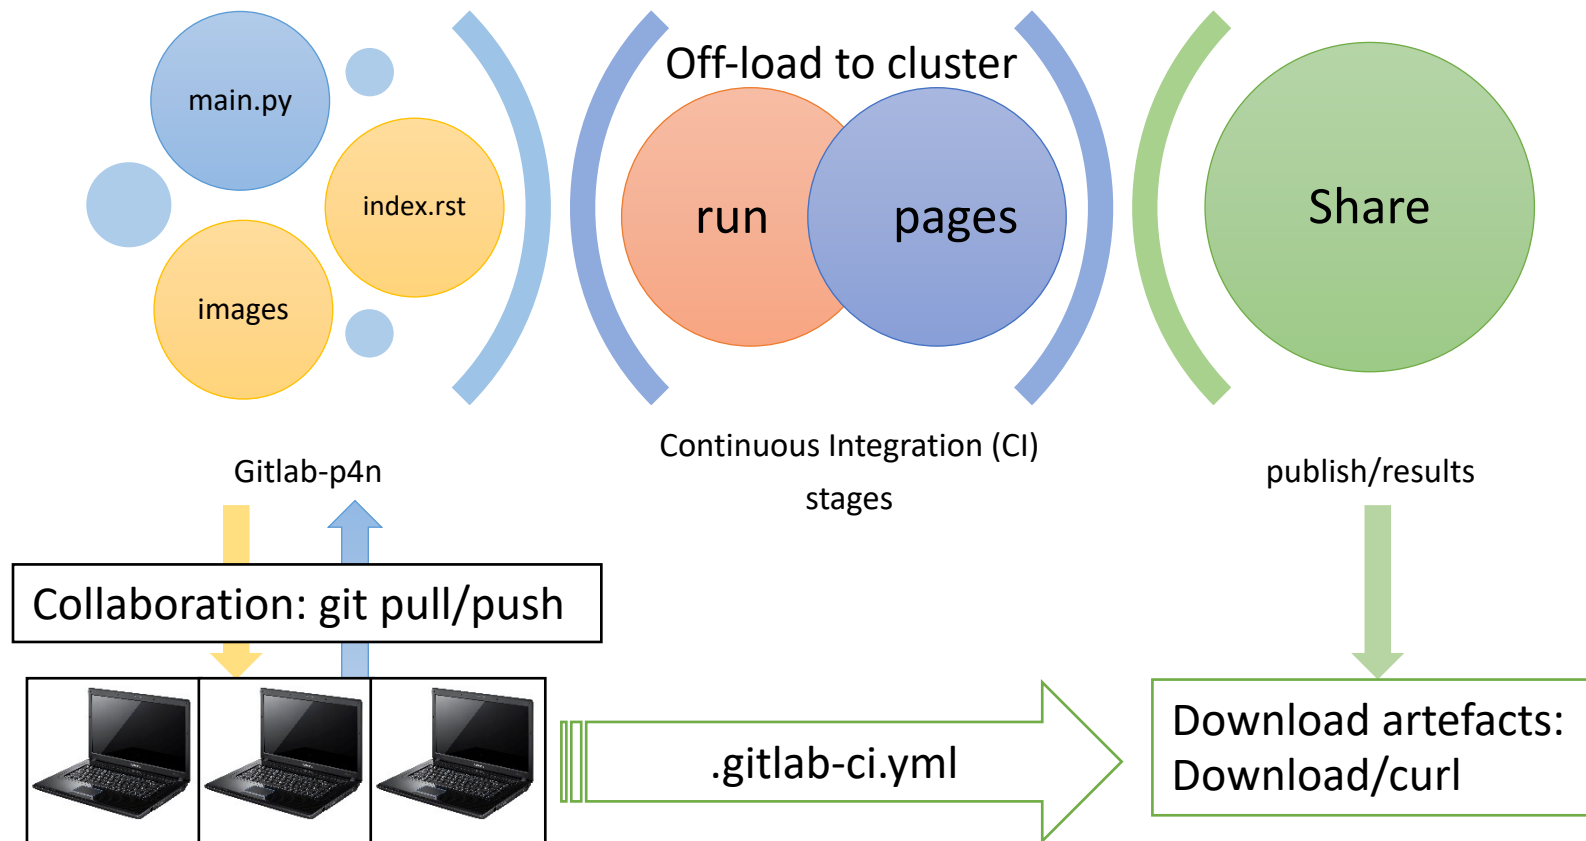 main.py
index.rst
images
Off-load to cluster
run
pages
Share
Gitlab-p4n
Continuous Integration (CI)
stages
publish/results
Collaboration: git pull/push
.gitlab-ci.yml
Download artefacts:
Download/curl